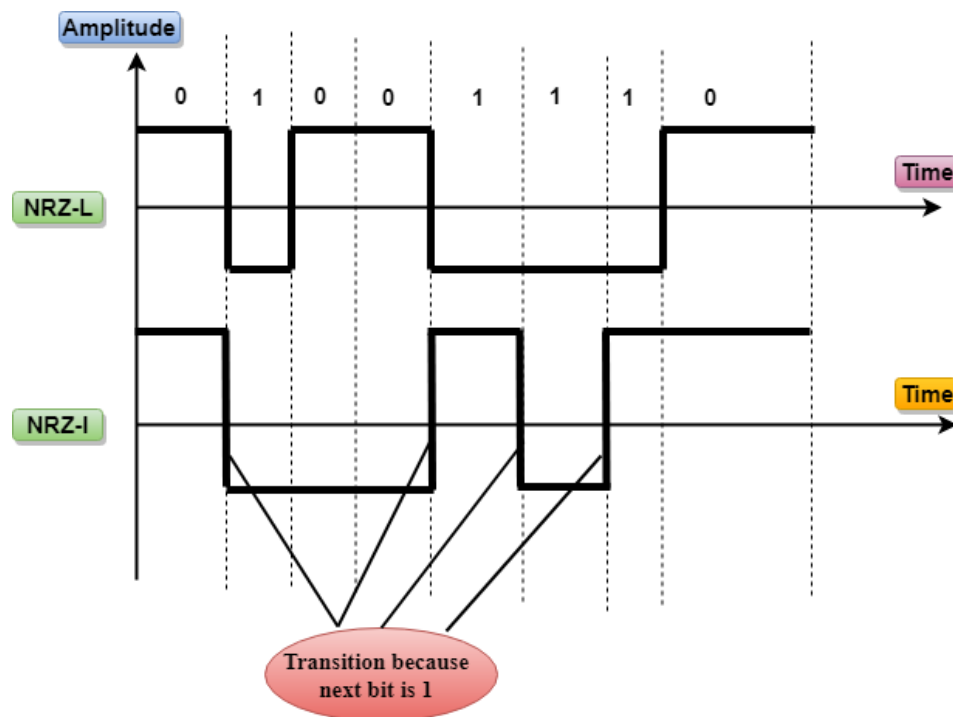 Amplitude
0 1 0 0 1 1 1 0
Time
NRZ-L
Time
NRZ-I
Transition because
next bit is 1